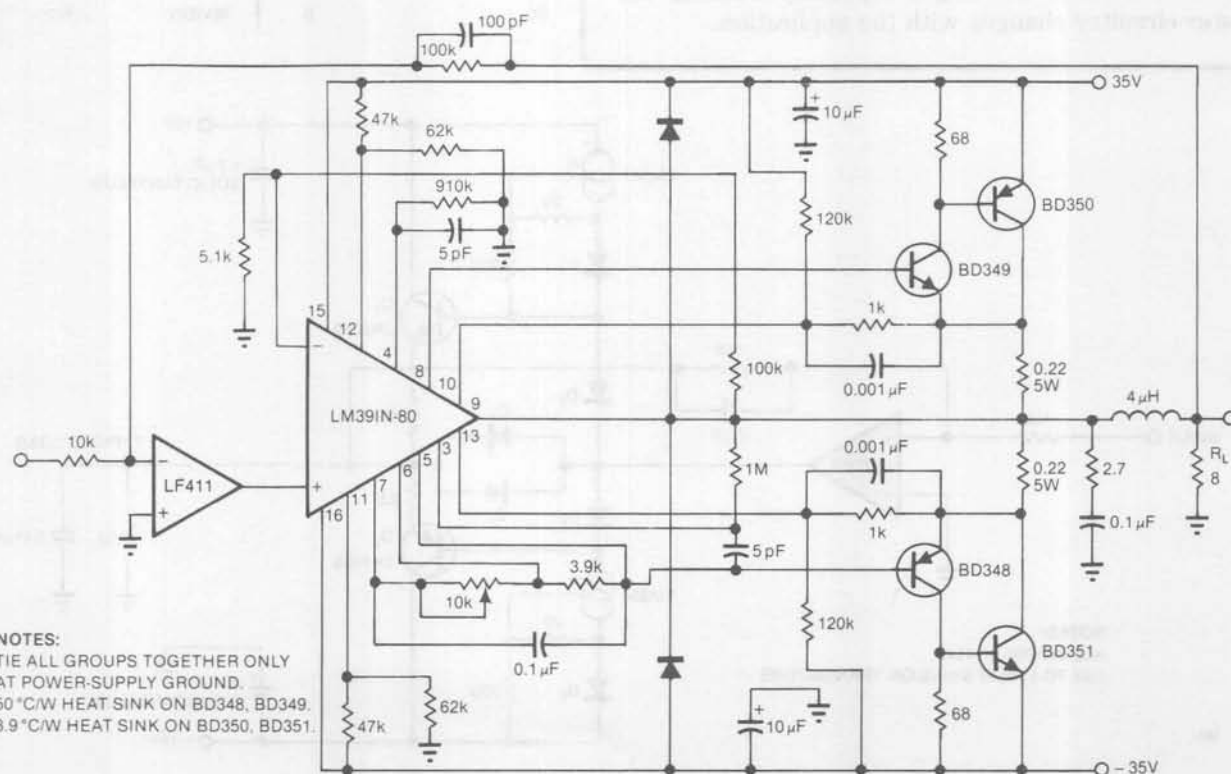 100 pF
100k
35V
47k
62k
10 μF
68
910k
BD350
5 pF
120k
5.1k
BD349
15
12
4
8
10
9
1k
100k
0.001 μF
0.22
5W
4 μH
LM39IN-80
13
3
5
6
7
11
16
0.001 μF
10k
LF411
1M
1k
0.22
5W
2.7
RL
8
0.1 μF
5 pF
BD348
3.9k
10k
0.1 μF
120k
BD351
NOTES:
TIE ALL GROUPS TOGETHER ONLY
AT POWER-SUPPLY GROUND.
50 °C/W HEAT SINK ON BD348, BD349.
3.9 °C/W HEAT SINK ON BD350, BD351.
47k
62k
10 μF
68
-35V